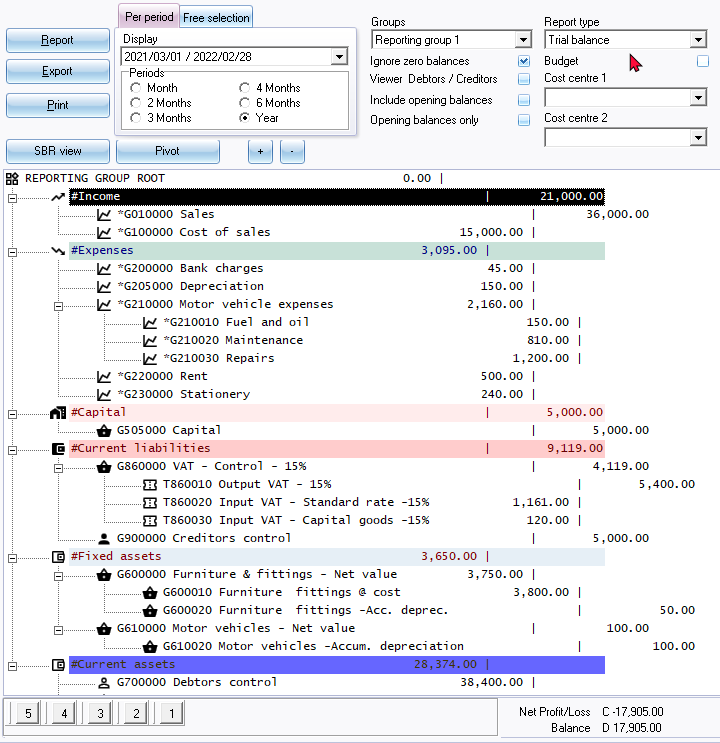 Per period Free selection
Report
Export
Print
SBR view Pivot + -
Display
2021/03/01 / 2022/02/28
Periods
Month 4 Months
2 Months 6 Months
3 Months Year
Groups
Reporting group 1
Ignore zero balances
Viewer Debtors / Creditors
Include opening balances
Opening balances only
Report type
Trial balance
Budget
Cost centre 1
Cost centre 2
REPORTING GROUP ROOT 0.00 |
#Income | 21,000.00
*G010000 Sales | 36,000.00
*G100000 Cost of sales 15,000.00 |
#Expenses 3,095.00 |
*G200000 Bank charges 45.00 |
*G205000 Depreciation 150.00 |
*G210000 Motor vehicle expenses 2,160.00 |
*G210010 Fuel and oil 150.00 |
*G210020 Maintenance 810.00 |
*G210030 Repairs 1,200.00 |
*G220000 Rent 500.00 |
*G230000 Stationery 240.00 |
#Capital | 5,000.00
G505000 Capital | 5,000.00
#Current liabilities | 9,119.00
G860000 VAT - Control - 15% | 4,119.00
T860010 Output VAT - 15% | 5,400.00
T860020 Input VAT - Standard rate -15% 1,161.00 |
T860030 Input VAT - Capital goods -15% 120.00 |
G900000 Creditors control | 5,000.00
#Fixed assets 3,650.00 |
G600000 Furniture & fittings - Net value 3,750.00 |
G600010 Furniture fittings @ cost 3,800.00 |
G600020 Furniture fittings -Acc. deprec. | 50.00
G610000 Motor vehicles - Net value | 100.00
G610020 Motor vehicles -Accum. depreciation | 100.00
#Current assets 28,374.00 |
G700000 Debtors control 38,400.00 |
5 4 3 2 1
Net Profit/Loss C -17,905.00
Balance D 17,905.00